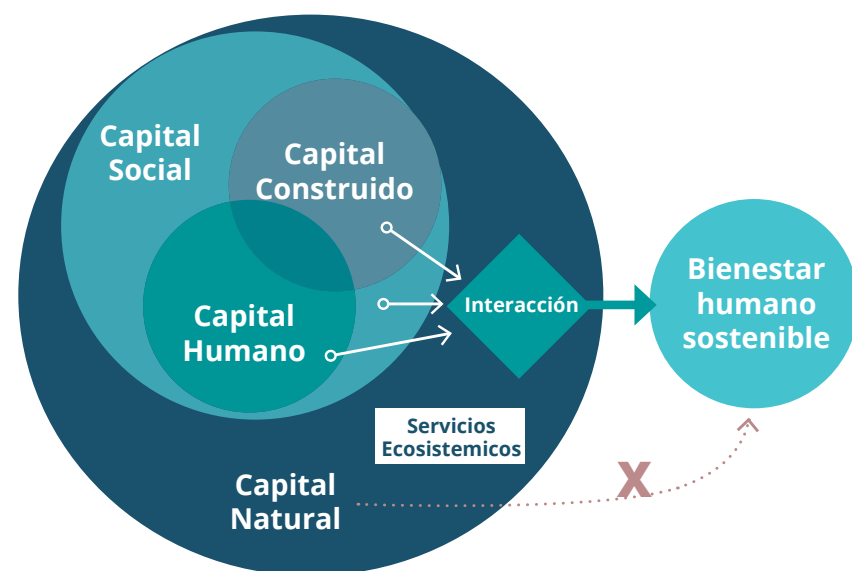 Capital
Social
Capital
Construido
Capital
Humano
Interacción
Bienestar
humano
sostenible
Servicios
Ecosistemicos
Capital
Natural
X